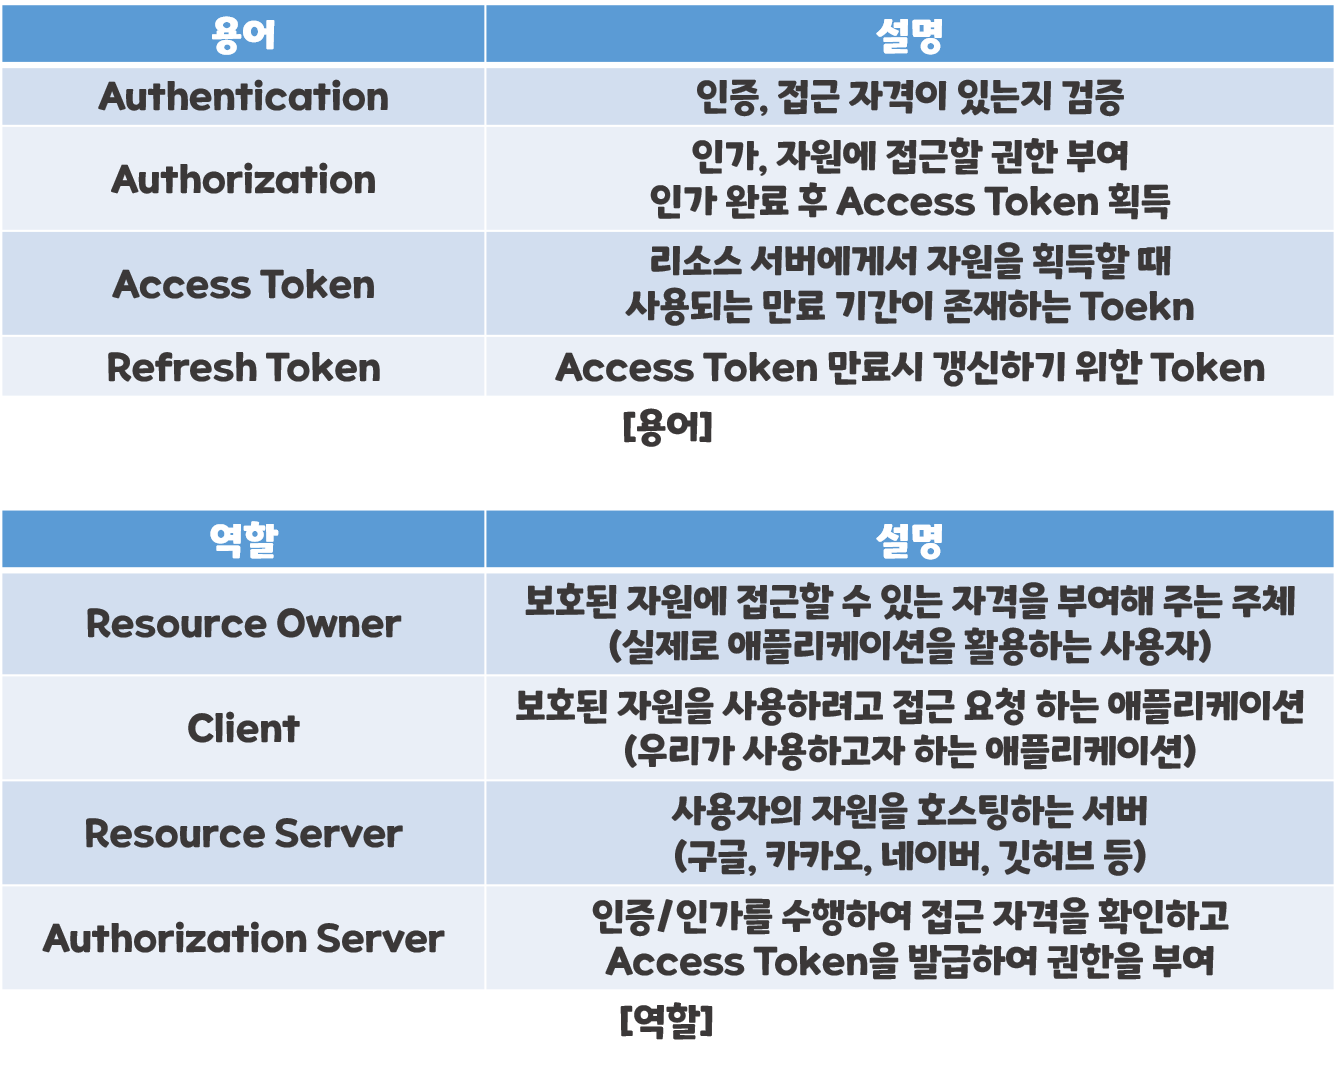 용어 설명
Authentication 인증, 접근 자격이 있는지 검증
Authorization 인가, 자원에 접근할 권한 부여
인가 완료 후 Access Token 획득
Access Token 리소스 서버에게서 자원을 획득할 때
사용되는 만료 기간이 존재하는 Toekn
Refresh Token Access Token 만료시 갱신하기 위한 Token
[용어]
역할 설명
Resource Owner 보호된 자원에 접근할 수 있는 자격을 부여해 주는 주체
(실제로 애플리케이션을 활용하는 사용자)
Client 보호된 자원을 사용하려고 접근 요청 하는 애플리케이션
(우리가 사용하고자 하는 애플리케이션)
Resource Server 사용자의 자원을 호스팅하는 서버
(구글, 카카오, 네이버, 깃허브 등)
Authorization Server 인증/인가를 수행하여 접근 자격을 확인하고
Access Token을 발급하여 권한을 부여
[역할]